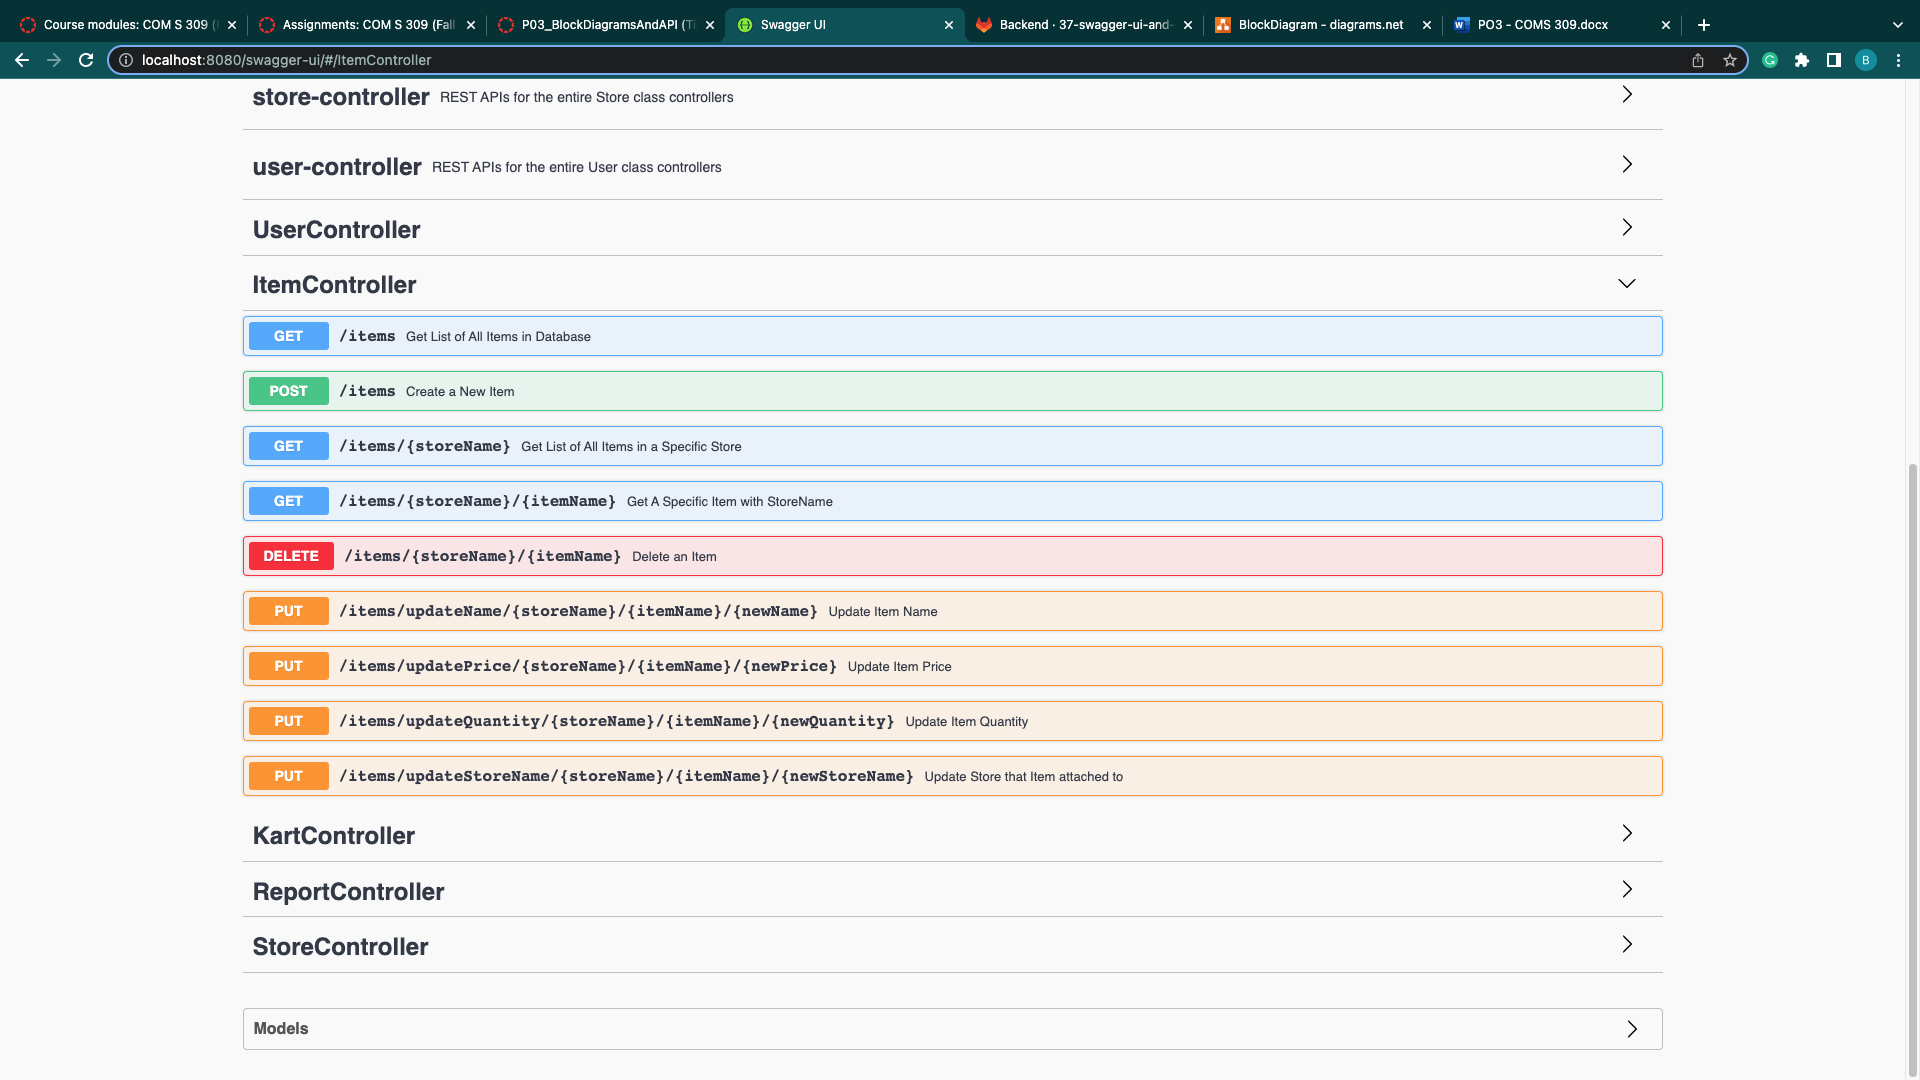 Course modules: COM S 309 (
Assignments: COM S 309 (Fall
P03_BlockDiagramsAndAPI (Ti
Swagger UI
Backend · 37-swagger-ui-and-
BlockDiagram - diagrams.net
PO3 - COMS 309.docx
localhost:8080/swagger-ui/#/ItemController
B
store-controller REST APIs for the entire Store class controllers
user-controller REST APIs for the entire User class controllers
UserController
ItemController
GET /items Get List of All Items in Database
POST /items Create a New Item
GET /items/{storeName} Get List of All Items in a Specific Store
GET /items/{storeName}/{itemName} Get A Specific Item with StoreName
DELETE /items/{storeName}/{itemName} Delete an Item
PUT /items/updateName/{storeName}/{itemName}/{newName} Update Item Name
PUT /items/updatePrice/{storeName}/{itemName}/{newPrice} Update Item Price
PUT /items/updateQuantity/{storeName}/{itemName}/{newQuantity} Update Item Quantity
PUT /items/updateStoreName/{storeName}/{itemName}/{newStoreName} Update Store that Item attached to
KartController
ReportController
StoreController
Models